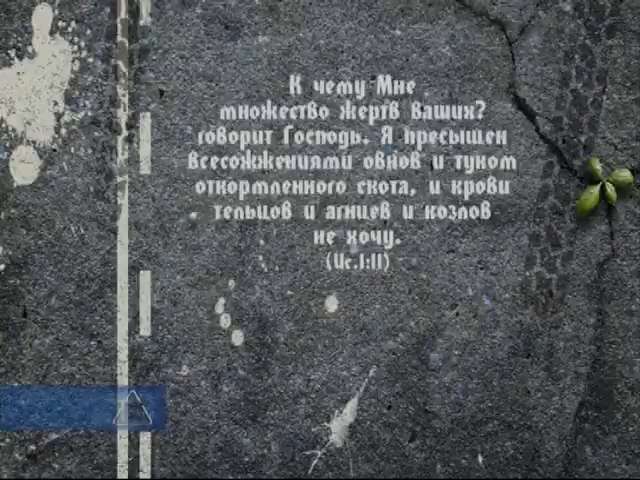 К чему Мне
множество жертв ваших?
говорит Господь. Я пресыщен
всесожжениями овнов и туком
откормленного скота, и крови
тельцов и агнцев и козлов
не хочу.
(Ис.1:11)